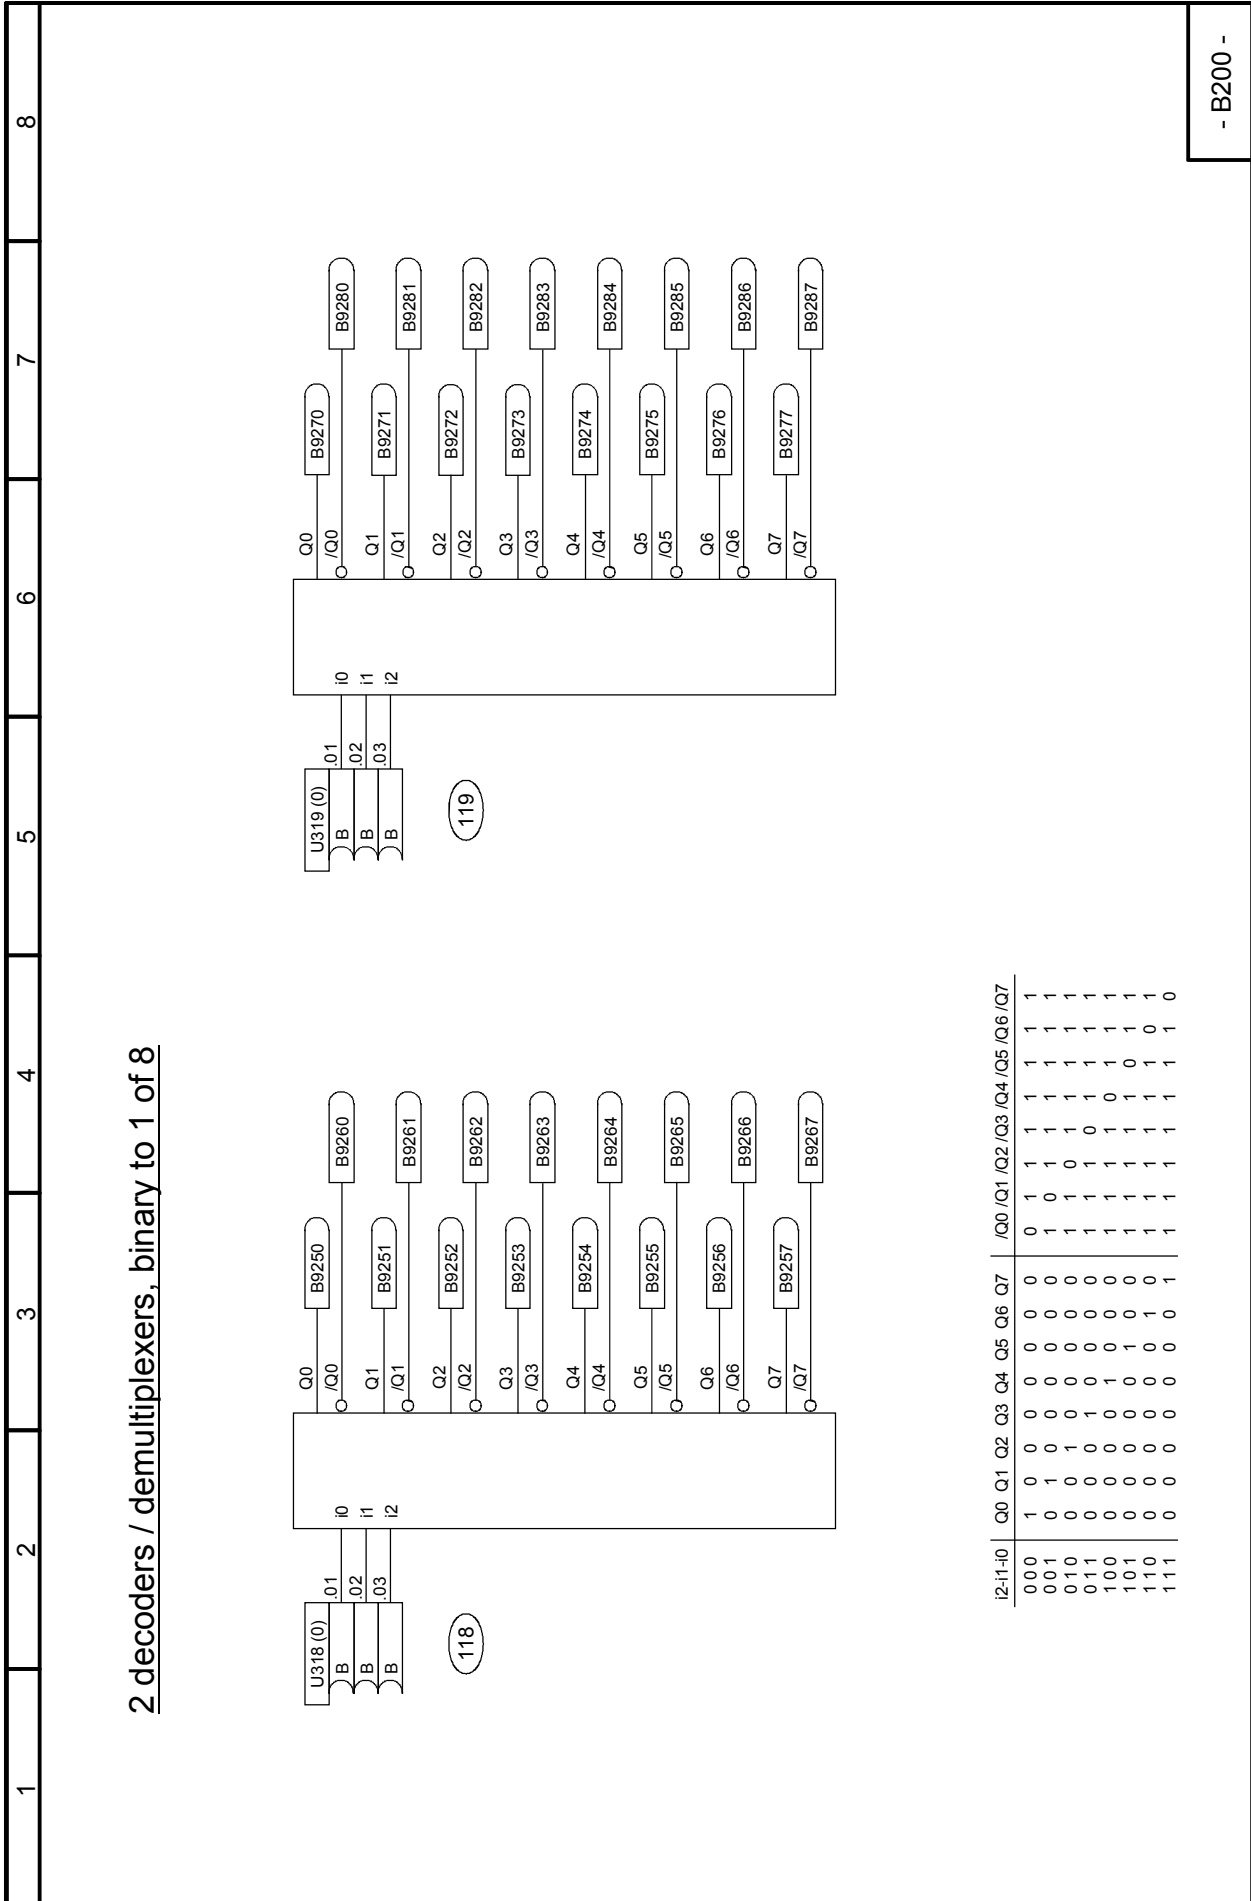 1 2 3 4 5 6 7 8
2 decoders / demultiplexers, binary to 1 of 8
U318 (0)
B .01 i0
B .02 i1
B .03 i2
118
Q0 B9250
/Q0 B9260
Q1 B9251
/Q1 B9261
Q2 B9252
/Q2 B9262
Q3 B9253
/Q3 B9263
Q4 B9254
/Q4 B9264
Q5 B9255
/Q5 B9265
Q6 B9256
/Q6 B9266
Q7 B9257
/Q7 B9267
U319 (0)
B .01 i0
B .02 i1
B .03 i2
119
Q0 B9270
/Q0 B9280
Q1 B9271
/Q1 B9281
Q2 B9272
/Q2 B9282
Q3 B9273
/Q3 B9283
Q4 B9274
/Q4 B9284
Q5 B9275
/Q5 B9285
Q6 B9276
/Q6 B9286
Q7 B9277
/Q7 B9287
i2-i1-i0 Q0 Q1 Q2 Q3 Q4 Q5 Q6 Q7 /Q0 /Q1 /Q2 /Q3 /Q4 /Q5 /Q6 /Q7
0 0 0 1 0 0 0 0 0 0 0 0 1 1 1 1 1 1 1
0 0 1 0 1 0 0 0 0 0 0 1 0 1 1 1 1 1 1
0 1 0 0 0 1 0 0 0 0 0 1 1 0 1 1 1 1 1
0 1 1 0 0 0 1 0 0 0 0 1 1 1 0 1 1 1 1
1 0 0 0 0 0 0 1 0 0 0 1 1 1 1 0 1 1 1
1 0 1 0 0 0 0 0 1 0 0 1 1 1 1 1 0 1 1
1 1 0 0 0 0 0 0 0 1 0 1 1 1 1 1 1 0 1
1 1 1 0 0 0 0 0 0 0 1 1 1 1 1 1 1 1 0
- B200 -